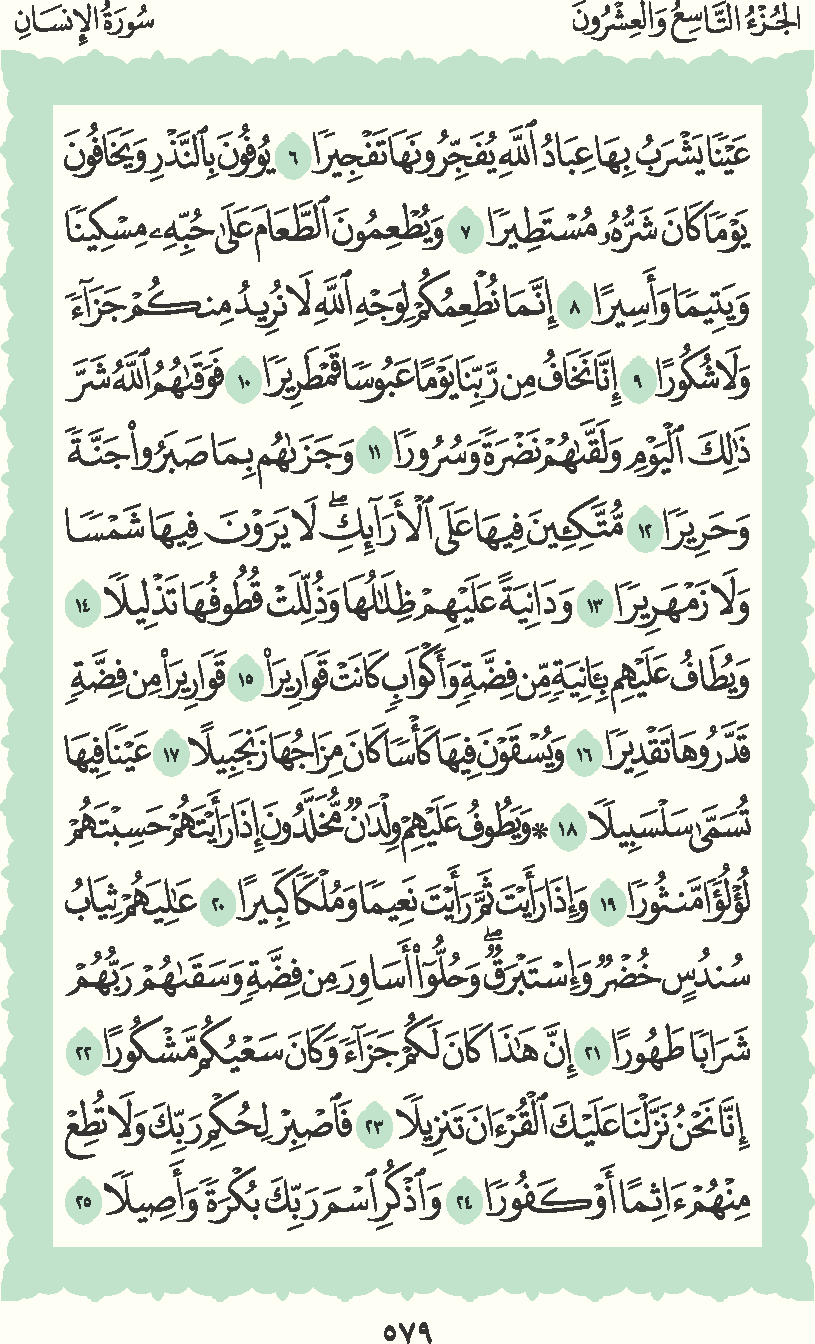 الجُزْءُ التَّاسِعُ وَالْعِشْرُونَ
سُورَةُ الإِنسَانِ
عَيْنٗا يَشْرَبُ بِهَا عِبَادُ ٱللَّهِ يُفَجِّرُونَهَا تَفْجِيرٗا ٦ يُوفُونَ بِٱلنَّذْرِ وَيَخَافُونَ
يَوْمٗا كَانَ شَرُّهُۥ مُسْتَطِيرٗا ٧ وَيُطْعِمُونَ ٱلطَّعَامَ عَلَىٰ حُبِّهِۦ مِسْكِينٗا
وَيَتِيمٗا وَأَسِيرًا ٨ إِنَّمَا نُطْعِمُكُمْ لِوَجْهِ ٱللَّهِ لَا نُرِيدُ مِنكُمْ جَزَآءٗ
وَلَا شُكُورًا ٩ إِنَّا نَخَافُ مِن رَّبِّنَا يَوْمًا عَبُوسٗا قَمْطَرِيرٗا ١٠ فَوَقَىٰهُمُ ٱللَّهُ شَرَّ
ذَٰلِكَ ٱلْيَوْمِ وَلَقَّىٰهُمْ نَضْرَةٗ وَسُرُورٗا ١١ وَجَزَىٰهُم بِمَا صَبَرُوا۟ جَنَّةٗ
وَحَرِيرٗا ١٢ مُّتَّكِـِٔينَ فِيهَا عَلَى ٱلْأَرَآئِكِۖ لَا يَرَوْنَ فِيهَا شَمْسٗا
وَلَا زَمْهَرِيرٗا ١٣ وَدَانِيَةً عَلَيْهِمْ ظِلَٰلُهَا وَذُلِّلَتْ قُطُوفُهَا تَذْلِيلٗا ١٤
وَيُطَافُ عَلَيْهِم بِـَٔانِيَةٖ مِّن فِضَّةٖ وَأَكْوَابٖ كَانَتْ قَوَارِيرَا۠ ١٥ قَوَارِيرَا۟ مِن فِضَّةٖ
قَدَّرُوهَا تَقْدِيرٗا ١٦ وَيُسْقَوْنَ فِيهَا كَأْسٗا كَانَ مِزَاجُهَا زَنجَبِيلًا ١٧ عَيْنٗا فِيهَا
تُسَمَّىٰ سَلْسَبِيلٗا ١٨ *وَيَطُوفُ عَلَيْهِمْ وِلْدَٰنٞ مُّخَلَّدُونَ إِذَا رَأَيْتَهُمْ حَسِبْتَهُمْ
لُؤْلُؤٗا مَّنثُورٗا ١٩ وَإِذَا رَأَيْتَ ثَمَّ رَأَيْتَ نَعِيمٗا وَمُلْكٗا كَبِيرًا ٢٠ عَٰلِيَهُمْ ثِيَابُ
سُندُسٍ خُضْرٞ وَإِسْتَبْرَقٞۖ وَحُلُّوٓا۟ أَسَاوِرَ مِن فِضَّةٖ وَسَقَىٰهُمْ رَبُّهُمْ
شَرَابٗا طَهُورًا ٢١ إِنَّ هَٰذَا كَانَ لَكُمْ جَزَآءٗ وَكَانَ سَعْيُكُم مَّشْكُورًا ٢٢
إِنَّا نَحْنُ نَزَّلْنَا عَلَيْكَ ٱلْقُرْءَانَ تَنزِيلٗا ٢٣ فَٱصْبِرْ لِحُكْمِ رَبِّكَ وَلَا تُطِعْ
مِنْهُمْ ءَاثِمًا أَوْ كَفُورٗا ٢٤ وَٱذْكُرِ ٱسْمَ رَبِّكَ بُكْرَةٗ وَأَصِيلٗا ٢٥
٥٧٩